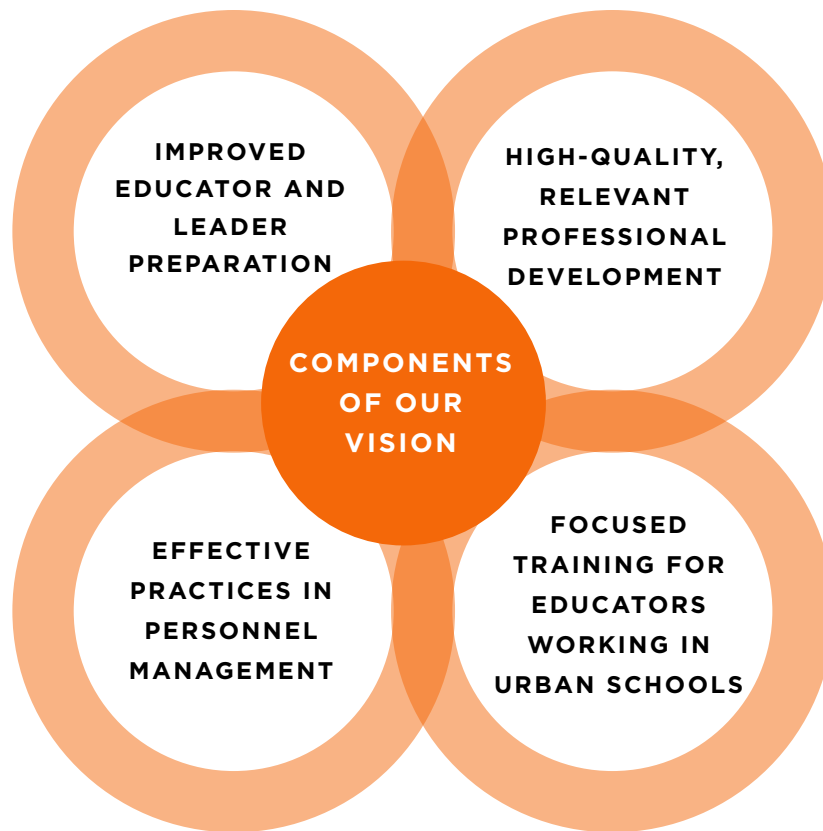 IMPROVED
EDUCATOR AND
LEADER
PREPARATION
HIGH-QUALITY,
RELEVANT
PROFESSIONAL
DEVELOPMENT
COMPONENTS
OF OUR
VISION
EFFECTIVE
PRACTICES IN
PERSONNEL
MANAGEMENT
FOCUSED
TRAINING FOR
EDUCATORS
WORKING IN
URBAN SCHOOLS